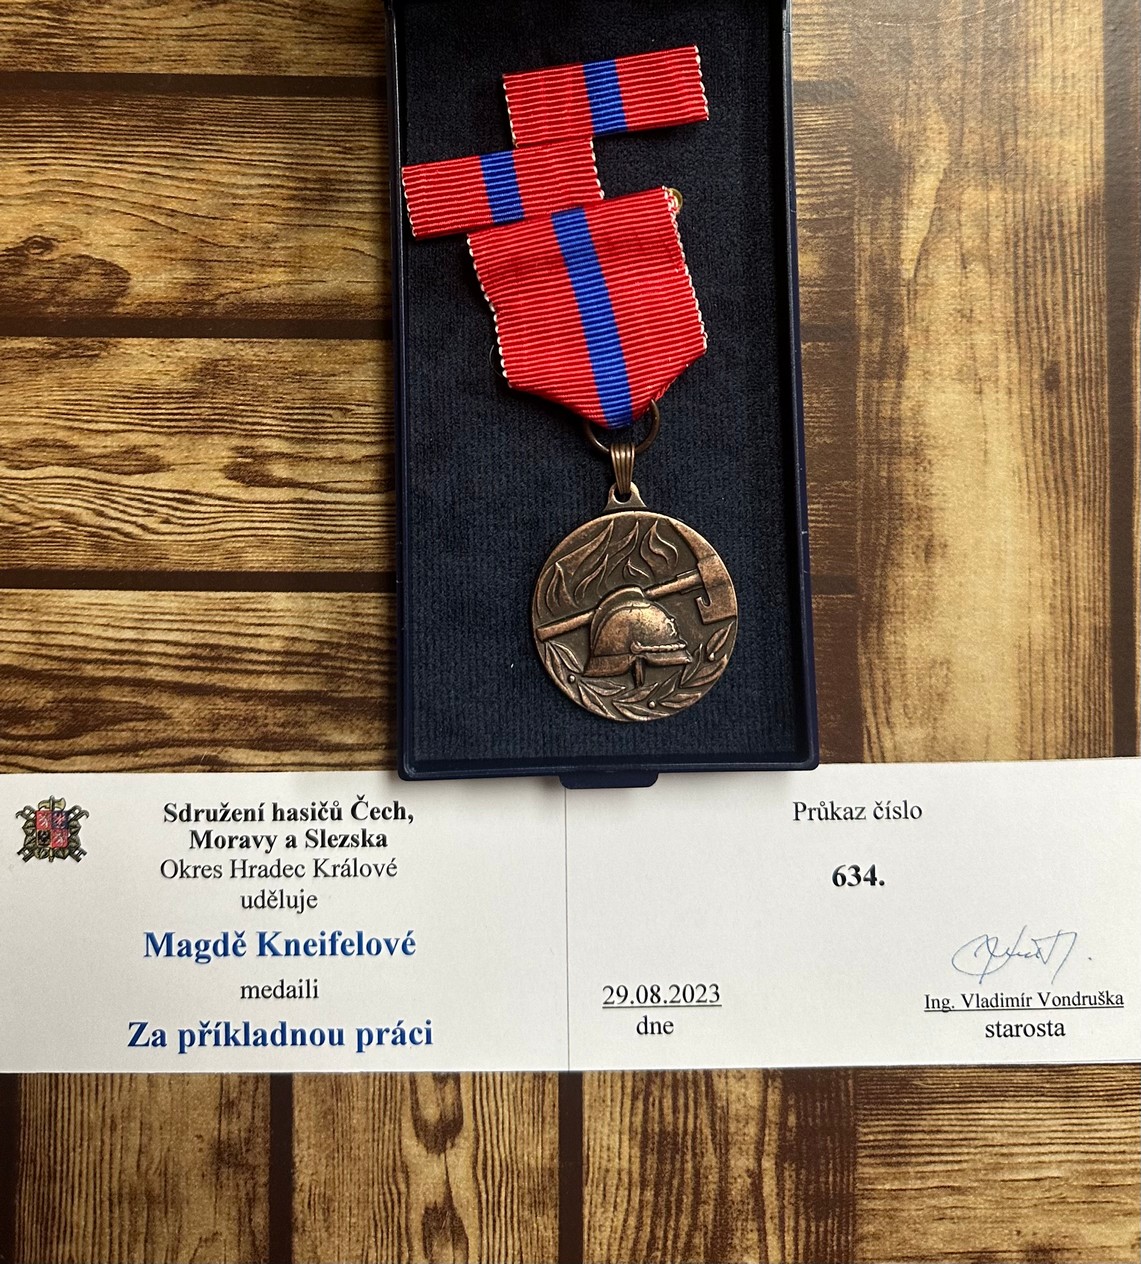 Sdružení hasičů Čech,
Moravy a Slezska
Okres Hradec Králové
uděluje
Magdě Kneifelové
medaili
Za příkladnou práci
Průkaz číslo
634.
29.08.2023
dne
Ing. Vladimír Vondruška
starosta